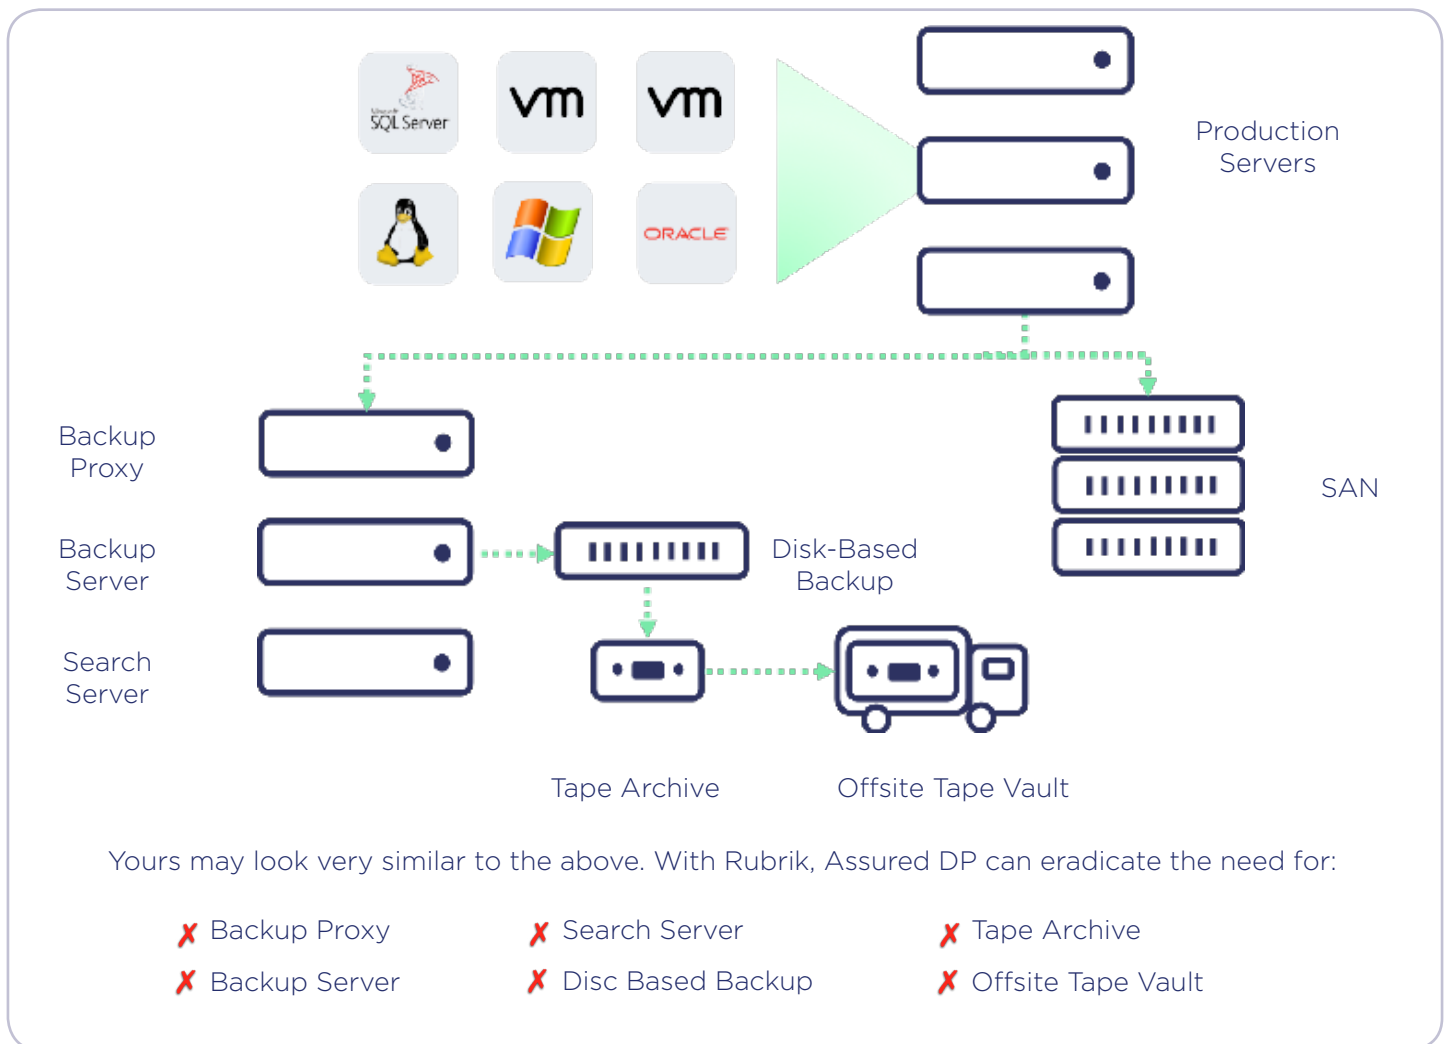 Microsoft
SQL Server
vm
vm
ORACLE
Production
Servers
Backup
Proxy
SAN
Backup
Server
Disk-Based
Backup
Search
Server
Tape Archive
Offsite Tape Vault
Yours may look very similar to the above. With Rubrik, Assured DP can eradicate the need for:
✗ Backup Proxy
✗ Search Server
✗ Tape Archive
✗ Backup Server
✗ Disc Based Backup
✗ Offsite Tape Vault